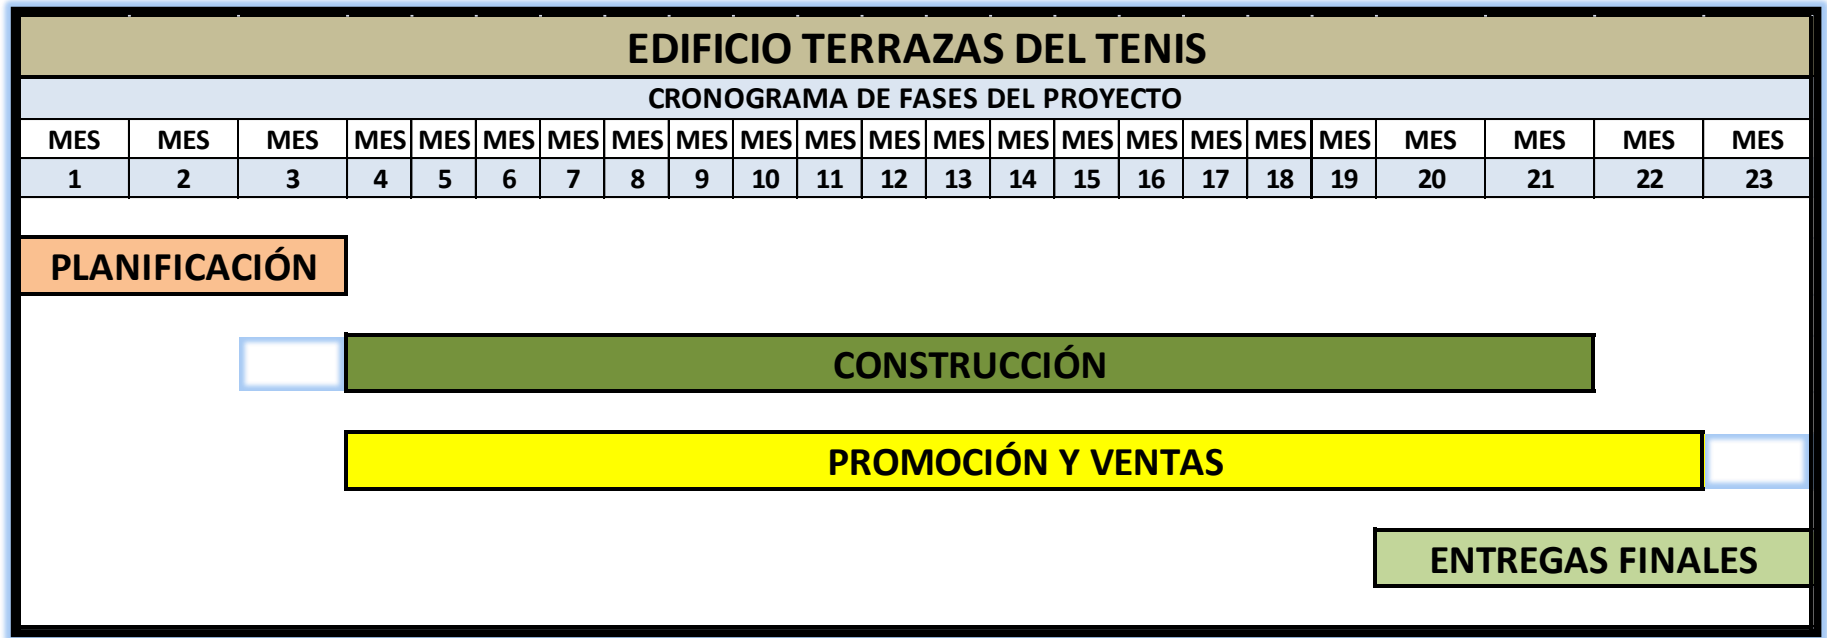 EDIFICIO TERRAZAS DEL TENIS
CRONOGRAMA DE FASES DEL PROYECTO
MES MES MES MES MES MES MES MES MES MES MES MES MES MES MES MES MES MES MES MES MES MES MES
1 2 3 4 5 6 7 8 9 10 11 12 13 14 15 16 17 18 19 20 21 22 23
PLANIFICACIÓN
CONSTRUCCIÓN
PROMOCIÓN Y VENTAS
ENTREGAS FINALES